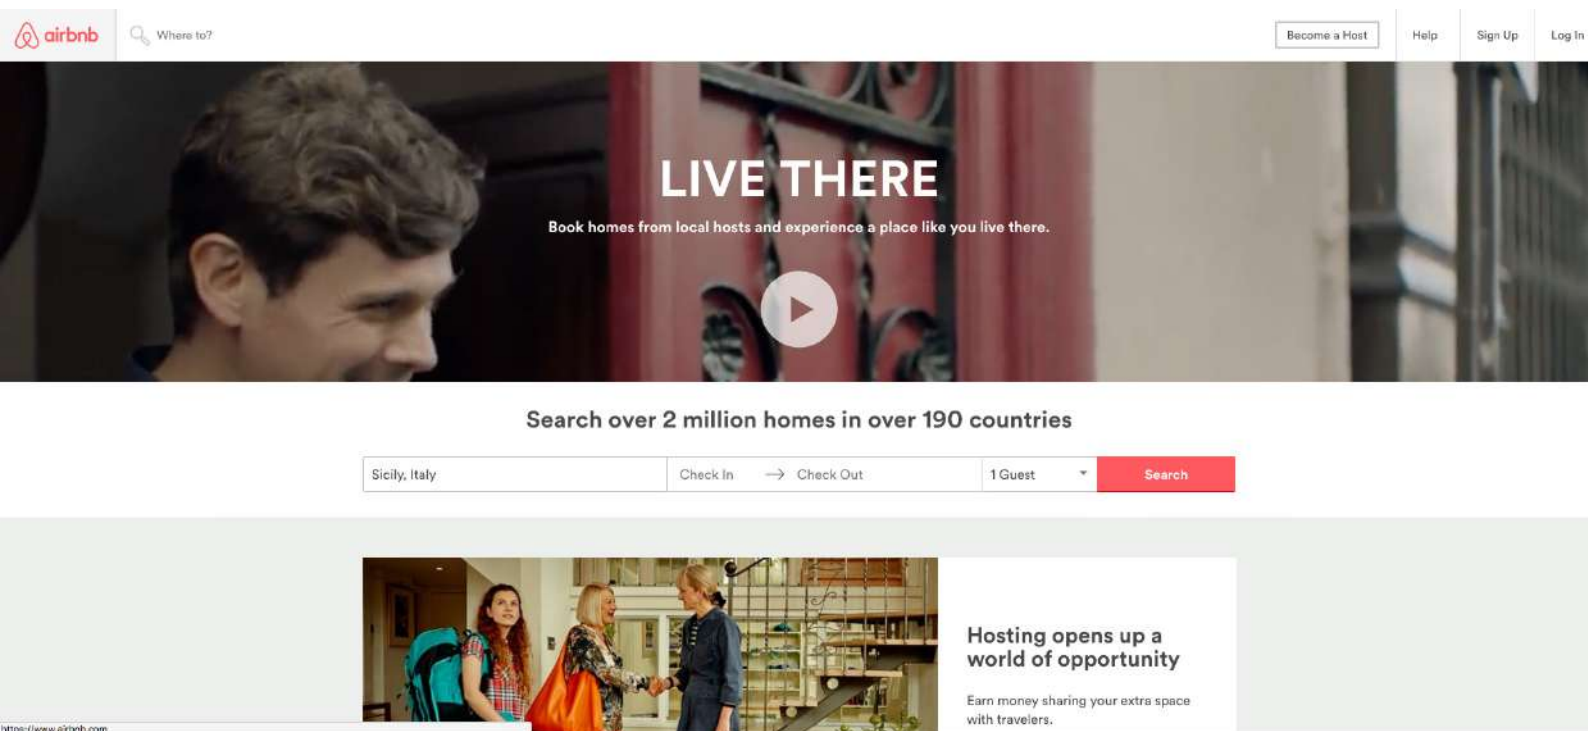 airbnb
Where to?
Become a Host
Help
Sign Up
Log In
LIVE THERE
Book homes from local hosts and experience a place like you live there.
Search over 2 million homes in over 190 countries
Sicily, Italy
Check In → Check Out
1 Guest
Search
Hosting opens up a
world of opportunity
Earn money sharing your extra space
with travelers.
https://www.airbnb.com